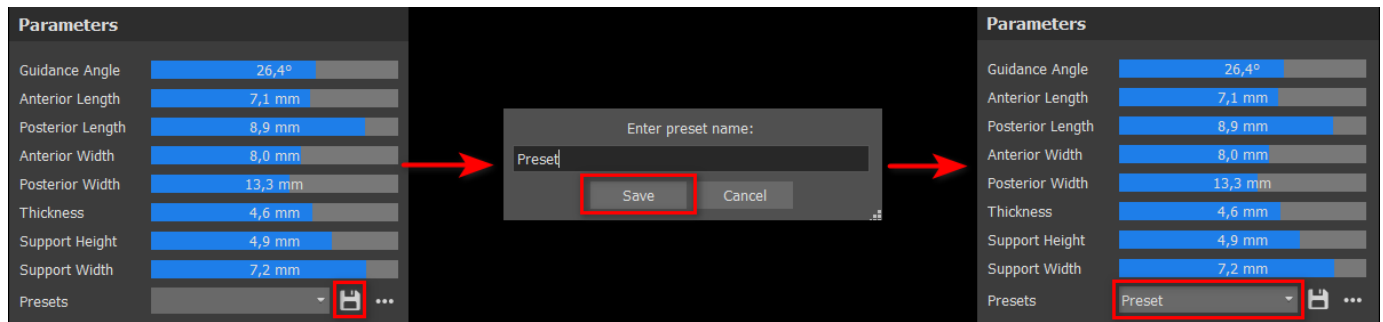 Parameters
Guidance Angle 26,4º
Anterior Length 7,1 mm
Posterior Length 8,9 mm
Anterior Width 8,0 mm
Posterior Width 13,3 mm
Thickness 4,6 mm
Support Height 4,9 mm
Support Width 7,2 mm
Presets
Enter preset name:
Preset
Save Cancel
Parameters
Guidance Angle 26,4º
Anterior Length 7,1 mm
Posterior Length 8,9 mm
Anterior Width 8,0 mm
Posterior Width 13,3 mm
Thickness 4,6 mm
Support Height 4,9 mm
Support Width 7,2 mm
Presets Preset